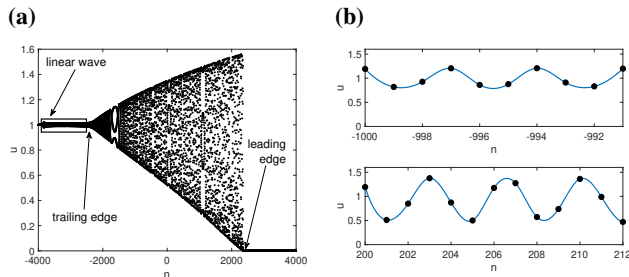 (a)
linear wave
leading
edge
trailing edge
u
1.6
1.4
1.2
1
0.8
0.6
0.4
0.2
0
-4000 -2000 0 2000 4000
n
(b)
u
2
1.5
1
0.5
0
-1000 -998 -996 -994 -992
n
u
2
1.5
1
0.5
0
200 202 204 206 208 210 212
n